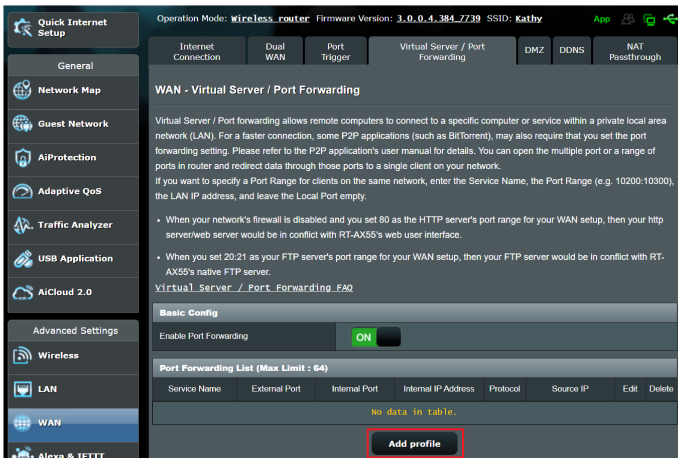 Quick Internet
Setup
General
Network Map
Guest Network
AiProtection
Adaptive QoS
Traffic Analyzer
USB Application
AiCloud 2.0
Advanced Settings
Wireless
LAN
WAN
Alexa & IFTTT
Operation Mode: Wireless router Firmware Version: 3.0.0.4.384_7739 SSID: Kathy App
Internet
Connection
Dual
WAN
Port
Trigger
Virtual Server / Port
Forwarding
DMZ
DDNS
NAT
Passthrough
WAN - Virtual Server / Port Forwarding
Virtual Server / Port forwarding allows remote computers to connect to a specific computer or service within a private local area
network (LAN). For a faster connection, some P2P applications (such as BitTorrent), may also require that you set the port
forwarding setting. Please refer to the P2P application's user manual for details. You can open the multiple port or a range of
ports in router and redirect data through those ports to a single client on your network.
If you want to specify a Port Range for clients on the same network, enter the Service Name, the Port Range (e.g. 10200:10300),
the LAN IP address, and leave the Local Port empty.
• When your network's firewall is disabled and you set 80 as the HTTP server's port range for your WAN setup, then your http
server/web server would be in conflict with RT-AX55's web user interface.
• When you set 20:21 as your FTP server's port range for your WAN setup, then your FTP server would be in conflict with RT-
AX55's native FTP server.
Virtual Server / Port Forwarding FAQ
Basic Config
Enable Port Forwarding ON
Port Forwarding List (Max Limit : 64)
Service Name External Port Internal Port Internal IP Address Protocol Source IP Edit Delete
No data in table.
Add profile